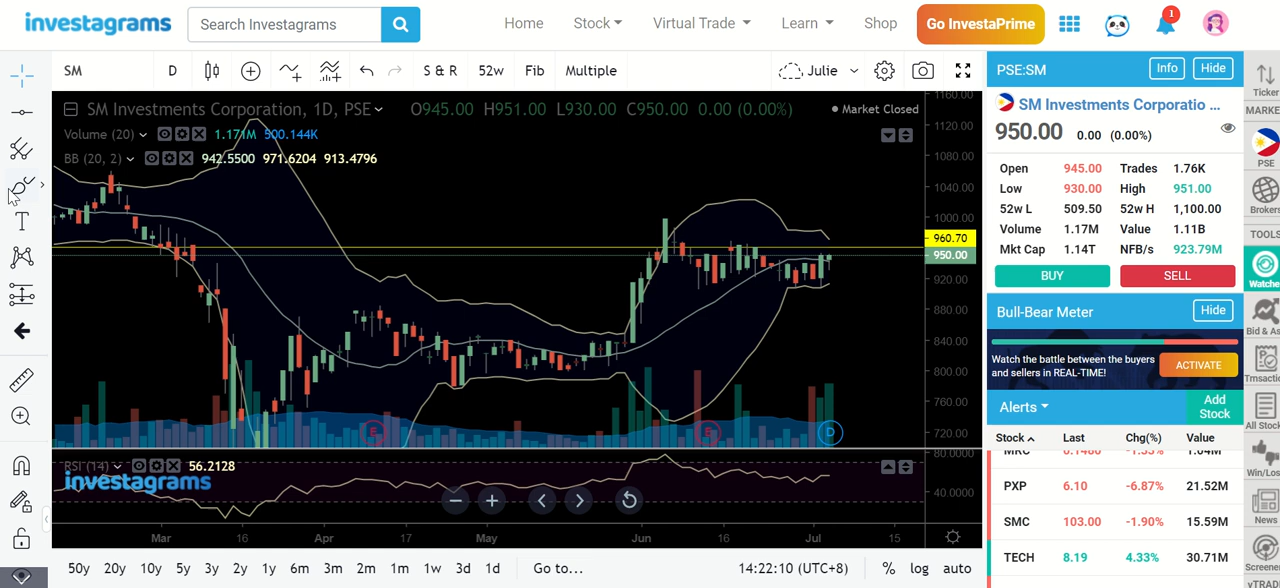 investagrams
Search Investagrams
Home
Stock
Virtual Trade
Learn
Shop
Go InvestaPrime
1
SM
D
S & R
52w
Fib
Multiple
Julie
SM Investments Corporation, 1D, PSE
O945.00 H951.00 L930.00 C950.00 0.00 (0.00%)
Market Closed
Volume (20) 1.171M 500.144K
BB (20, 2) 942.5500 971.6204 913.4796
1160.00
1120.00
1080.00
1040.00
1000.00
960.70
950.00
920.00
880.00
840.00
800.00
760.00
720.00
E
E
D
RSI (14) 56.2128
investagrams
80.0000
40.0000
Mar 16 Apr 17 May Jun 16 Jul 15
50y 20y 10y 5y 3y 2y 1y 6m 3m 2m 1m 1w 3d 1d Go to...
14:22:10 (UTC+8) % log auto
PSE:SM
Info
Hide
SM Investments Corporatio ...
950.00 0.00 (0.00%)
Open 945.00 Trades 1.76K
Low 930.00 High 951.00
52w L 509.50 52w H 1,100.00
Volume 1.17M Value 1.11B
Mkt Cap 1.14T NFB/s 923.79M
BUY
SELL
Bull-Bear Meter
Hide
Watch the battle between the buyers
and sellers in REAL-TIME!
ACTIVATE
Alerts
Add
Stock
Stock Last Chg(%) Value
PXP 6.10 -6.87% 21.52M
SMC 103.00 -1.90% 15.59M
TECH 8.19 4.33% 30.71M
Ticker
MARKE
PSE
Brokers
TOOLS
Watche
Bid & As
Trnsactio
All Stock
Win/Los
News
Screene